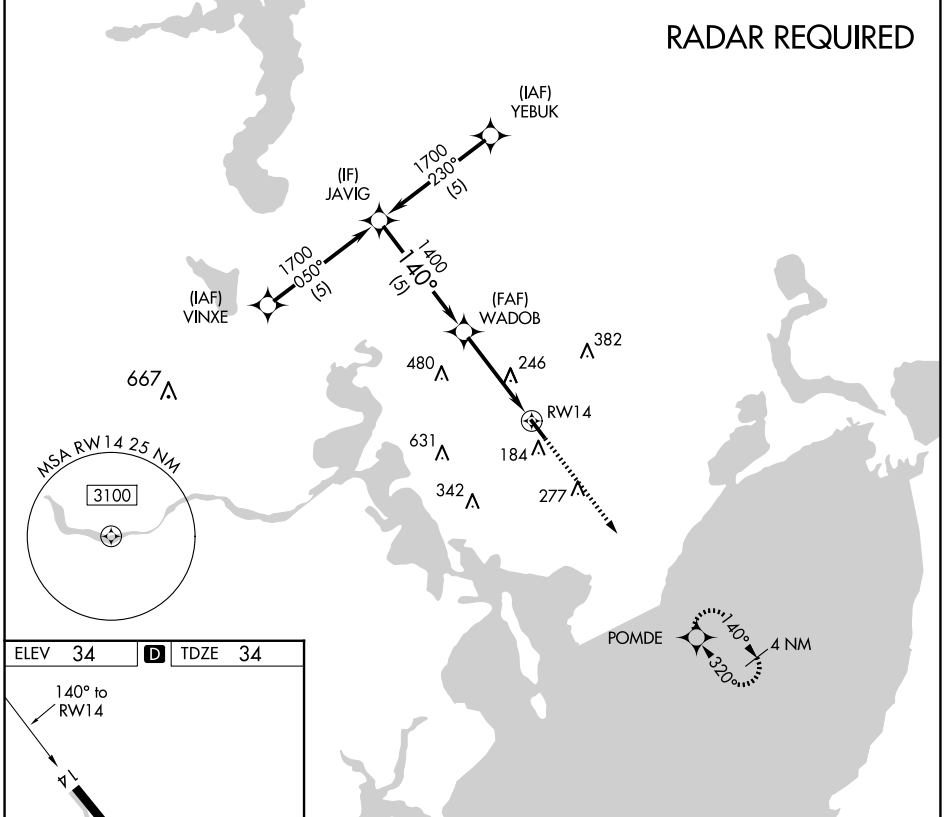 RADAR REQUIRED
(IAF)
YEBUK
1700
230°
(5)
(IF)
JAVIG
1700
050°
(5)
1400
140°
(5)
(IAF)
VINXE
(FAF)
WADOB
382
480
246
667
RW14
MSA RW14 25 NM
631
184
3100
342
277
POMDE
140°
4 NM
320°
ELEV 34 D TDZE 34
140° to
RW14
14